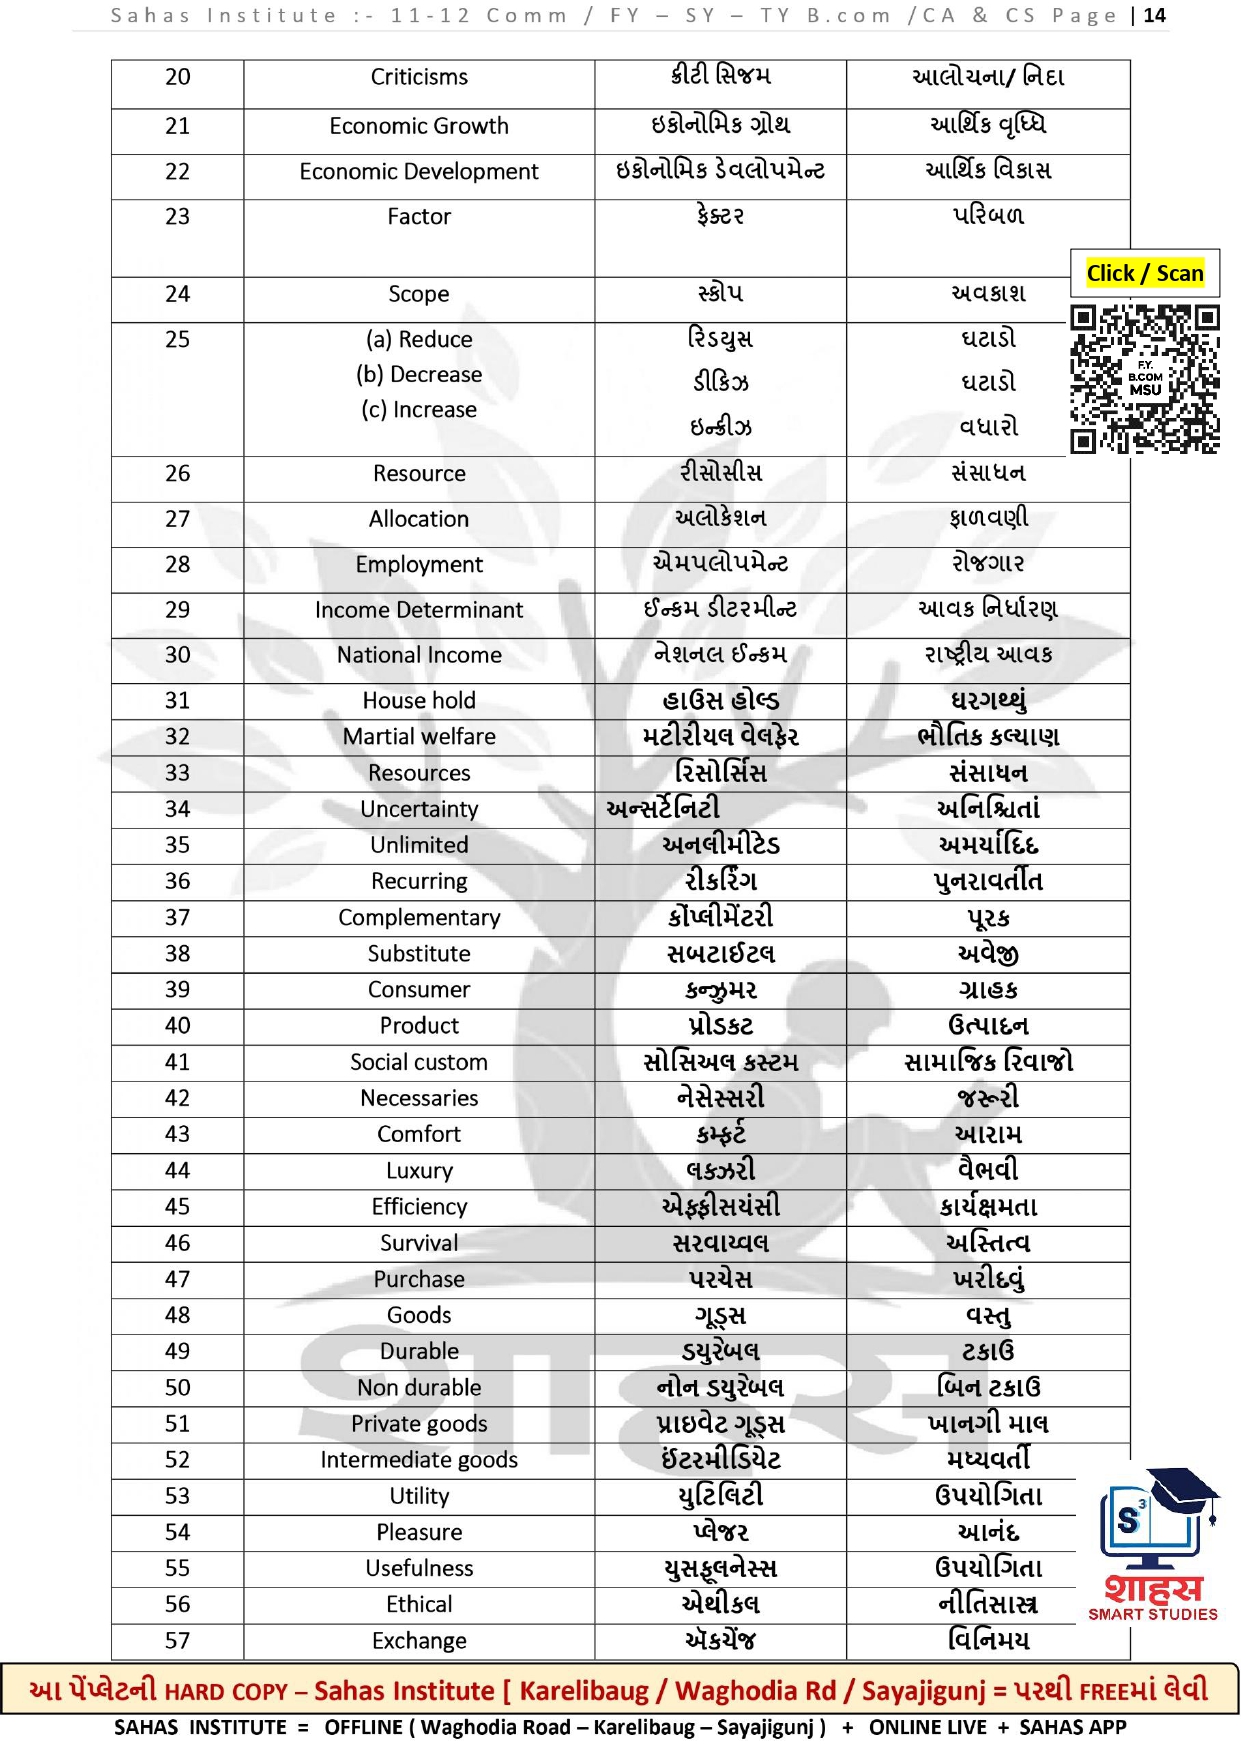 Sahas Institute :- 11-12 Comm / FY – SY – TY B.com /CA & CS Page | 14
20 Criticisms ક્રીટી સિજમ આલોચના/ નિદા
21 Economic Growth ઇકોનોમિક ગ્રોથ આર્થિક વૃધ્ધિ
22 Economic Development ઇકોનોમિક ડેવલોપમેન્ટ આર્થિક વિકાસ
23 Factor ફેક્ટર પરિબળ
Click / Scan
24 Scope સ્કોપ અવકાશ
25 (a) Reduce રિડયુસ ઘટાડો
(b) Decrease ડીક્રિઝ ઘટાડો
(c) Increase ઇન્ક્રીઝ વધારો
F.Y.
B.COM
MSU
26 Resource રીસોર્સીસ સંસાધન
27 Allocation અલોકેશન ફાળવણી
28 Employment એમપલોપમેન્ટ રોજગાર
29 Income Determinant ઈન્કમ ડીટરમીન્ટ આવક નિર્ધારણ
30 National Income નેશનલ ઈન્કમ રાષ્ટ્રીય આવક
31 House hold હાઉસ હોલ્ડ ઘરગથ્થું
32 Martial welfare મટીરીયલ વેલફેર ભૌતિક કલ્યાણ
33 Resources રિસોર્સિસ સંસાધન
34 Uncertainty અન્સર્ટેનિટી અનિશ્ચિતાં
35 Unlimited અનલીમીટેડ અમર્યાદિદ
36 Recurring રીકરિંગ પુનરાવર્તીત
37 Complementary કોંપ્લીમેંટરી પૂરક
38 Substitute સબટાઈટલ અવેજી
39 Consumer કન્ઝુમર ગ્રાહક
40 Product પ્રોડકટ ઉત્પાદન
41 Social custom સોસિઅલ કસ્ટમ સામાજિક રિવાજો
42 Necessaries નેસેસ્સરી જરૂરી
43 Comfort કમ્ફર્ટ આરામ
44 Luxury લક્ઝરી વૈભવી
45 Efficiency એફ્ફીસયંસી કાર્યક્ષમતા
46 Survival સરવાય્વલ અસ્તિત્વ
47 Purchase પરચેસ ખરીદવું
48 Goods ગૂડ્સ વસ્તુ
49 Durable ડયુરેબલ ટકાઉ
50 Non durable નોન ડયુરેબલ બિન ટકાઉ
51 Private goods પ્રાઇવેટ ગૂડ્સ ખાનગી માલ
52 Intermediate goods ઈંટરમીડિયેટ મધ્યવર્તી
53 Utility યુટિલિટી ઉપયોગિતા
54 Pleasure પ્લેજર આનંદ
55 Usefulness યુસફૂલનેસ્સ ઉપયોગિતા
56 Ethical એથીકલ નીતિસાસ્ત્ર
57 Exchange ઍકચેંજ વિનિમય
शाहस
S³
शाहस
SMART STUDIES
આ પેંપ્લેટની HARD COPY – Sahas Institute [ Karelibaug / Waghodia Rd / Sayajigunj = પરથી FREEમાં લેવી
SAHAS INSTITUTE = OFFLINE ( Waghodia Road – Karelibaug – Sayajigunj ) + ONLINE LIVE + SAHAS APP